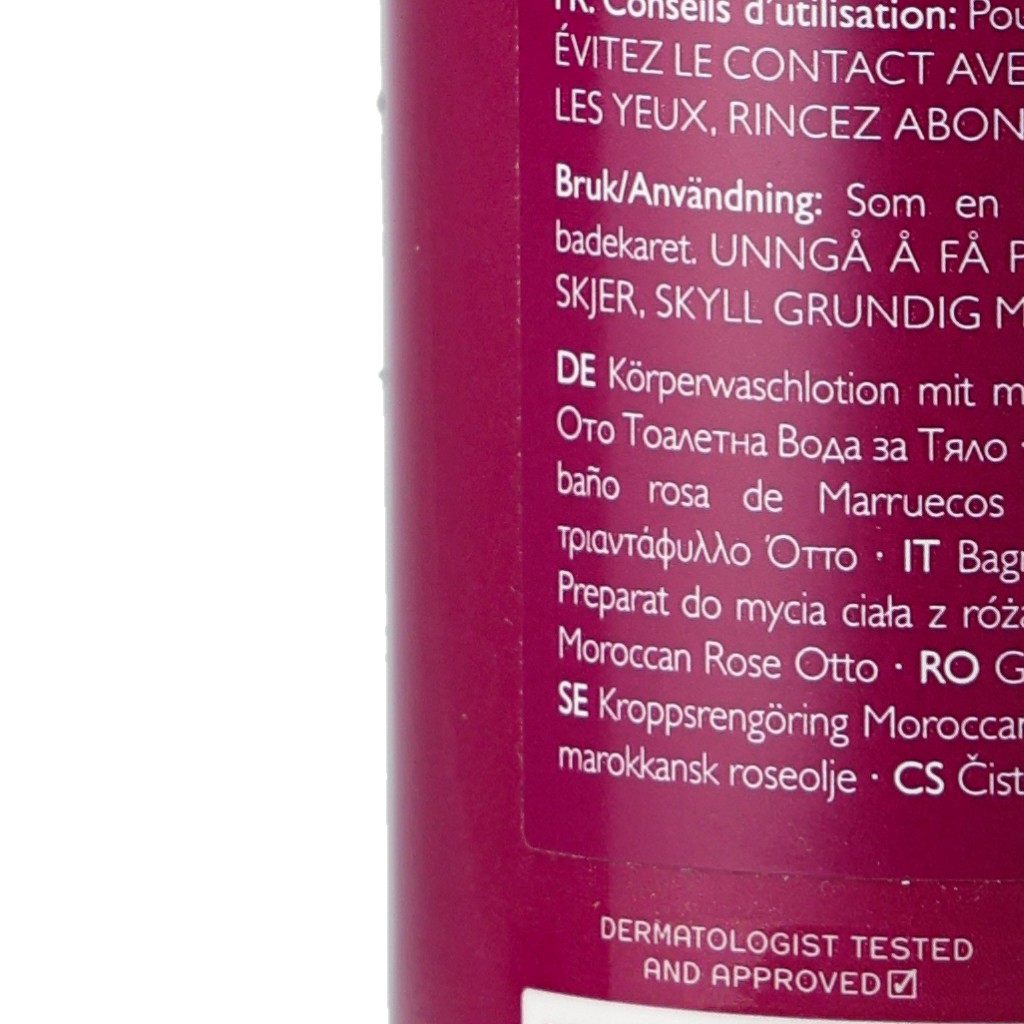 FR. Conseils d'utilisation: Pou
ÉVITEZ LE CONTACT AVE
LES YEUX, RINCEZ ABON
Bruk/Användning: Som en
badekaret. UNNGÅ Å FÅ P
SKJER, SKYLL GRUNDIG M
DE Körperwaschlotion mit m
Ото Тоалетна Вода за Тяло ·
baño rosa de Marruecos
τριαντάφυλλο Όττο · IT Bagn
Preparat do mycia ciała z róża
Moroccan Rose Otto · RO G
SE Kroppsrengöring Moroccan
marokkansk roseolje · CS Čist
DERMATOLOGIST TESTED
AND APPROVED ☑